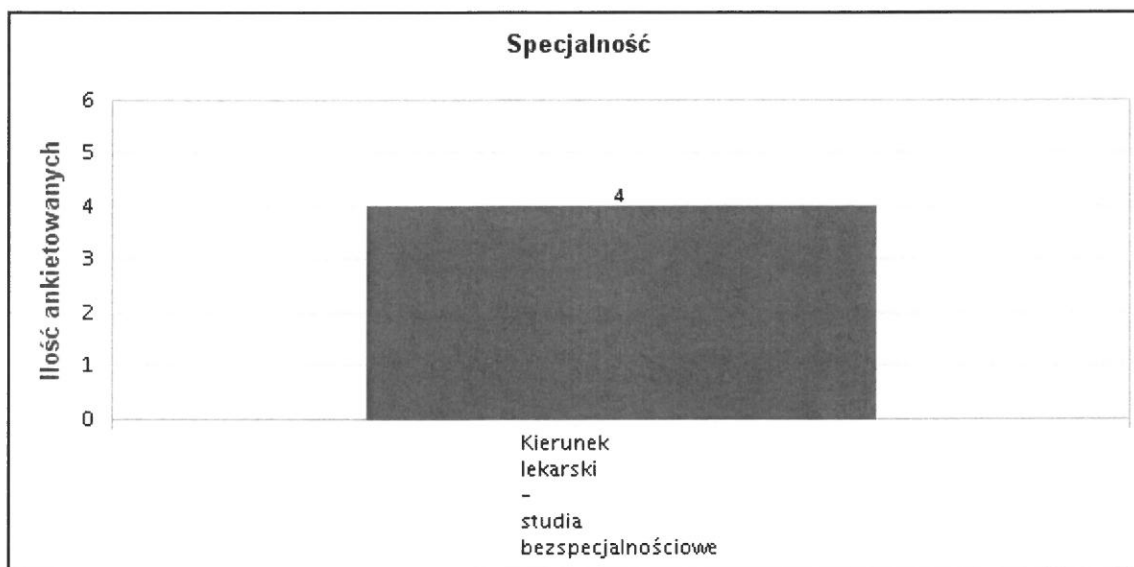 Specjalność
Ilość ankietowanych
6
5
4
3
2
1
0
4
Kierunek
lekarski
-
studia
bezspecjalnościowe